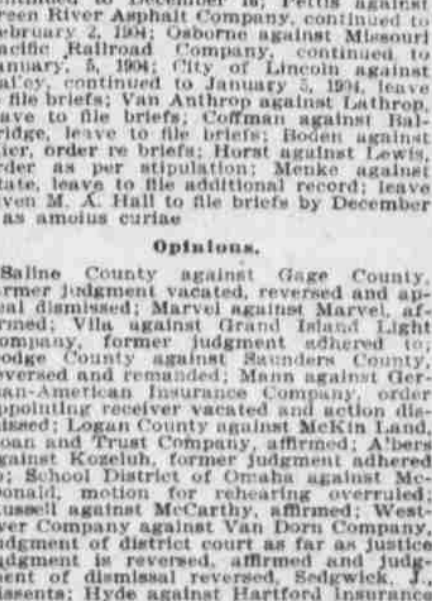 continued to December 18; Pettis against
reen River Asphalt Company, continued to
ebruary 2, 1904; Osborne against Missouri
acific Railroad Company, continued to
anuary, 5, 1904; City of Lincoln against
al'ey, continued to January 5, 1904, leave
file briefs; Van Anthrop against Lathrop,
eave to file briefs; Coffman against Bal-
ridge, leave to file briefs; Boden against
ier, order re briefs; Horst against Lewis,
rder as per stipulation; Menke against
tate, leave to file additional record; leave
iven M. A. Hall to file briefs by December
as amoius curiae
Opinions.
Saline County against Gage County,
ormer judgment vacated, reversed and ap-
eal dismissed; Marvel against Marvel, af-
rmed; Vila against Grand Island Light
ompany, former judgment adhered to;
odge County against Saunders County,
eversed and remanded; Mann against Ger-
an-American Insurance Company, order
ppointing receiver vacated and action dis-
issed; Logan County against McKin Land,
oan and Trust Company, affirmed; A'bers
gainst Kozeluh, former judgment adhered
o; School District of Omaha against Mc-
onald, motion for rehearing overruled;
ussell against McCarthy, affirmed; West-
ver Company against Van Dorn Company,
udgment of district court as far as justice
udgment is reversed, affirmed and judg-
ent of dismissal reversed, Sedgwick, J.,
issents; Hyde against Hartford Insurance